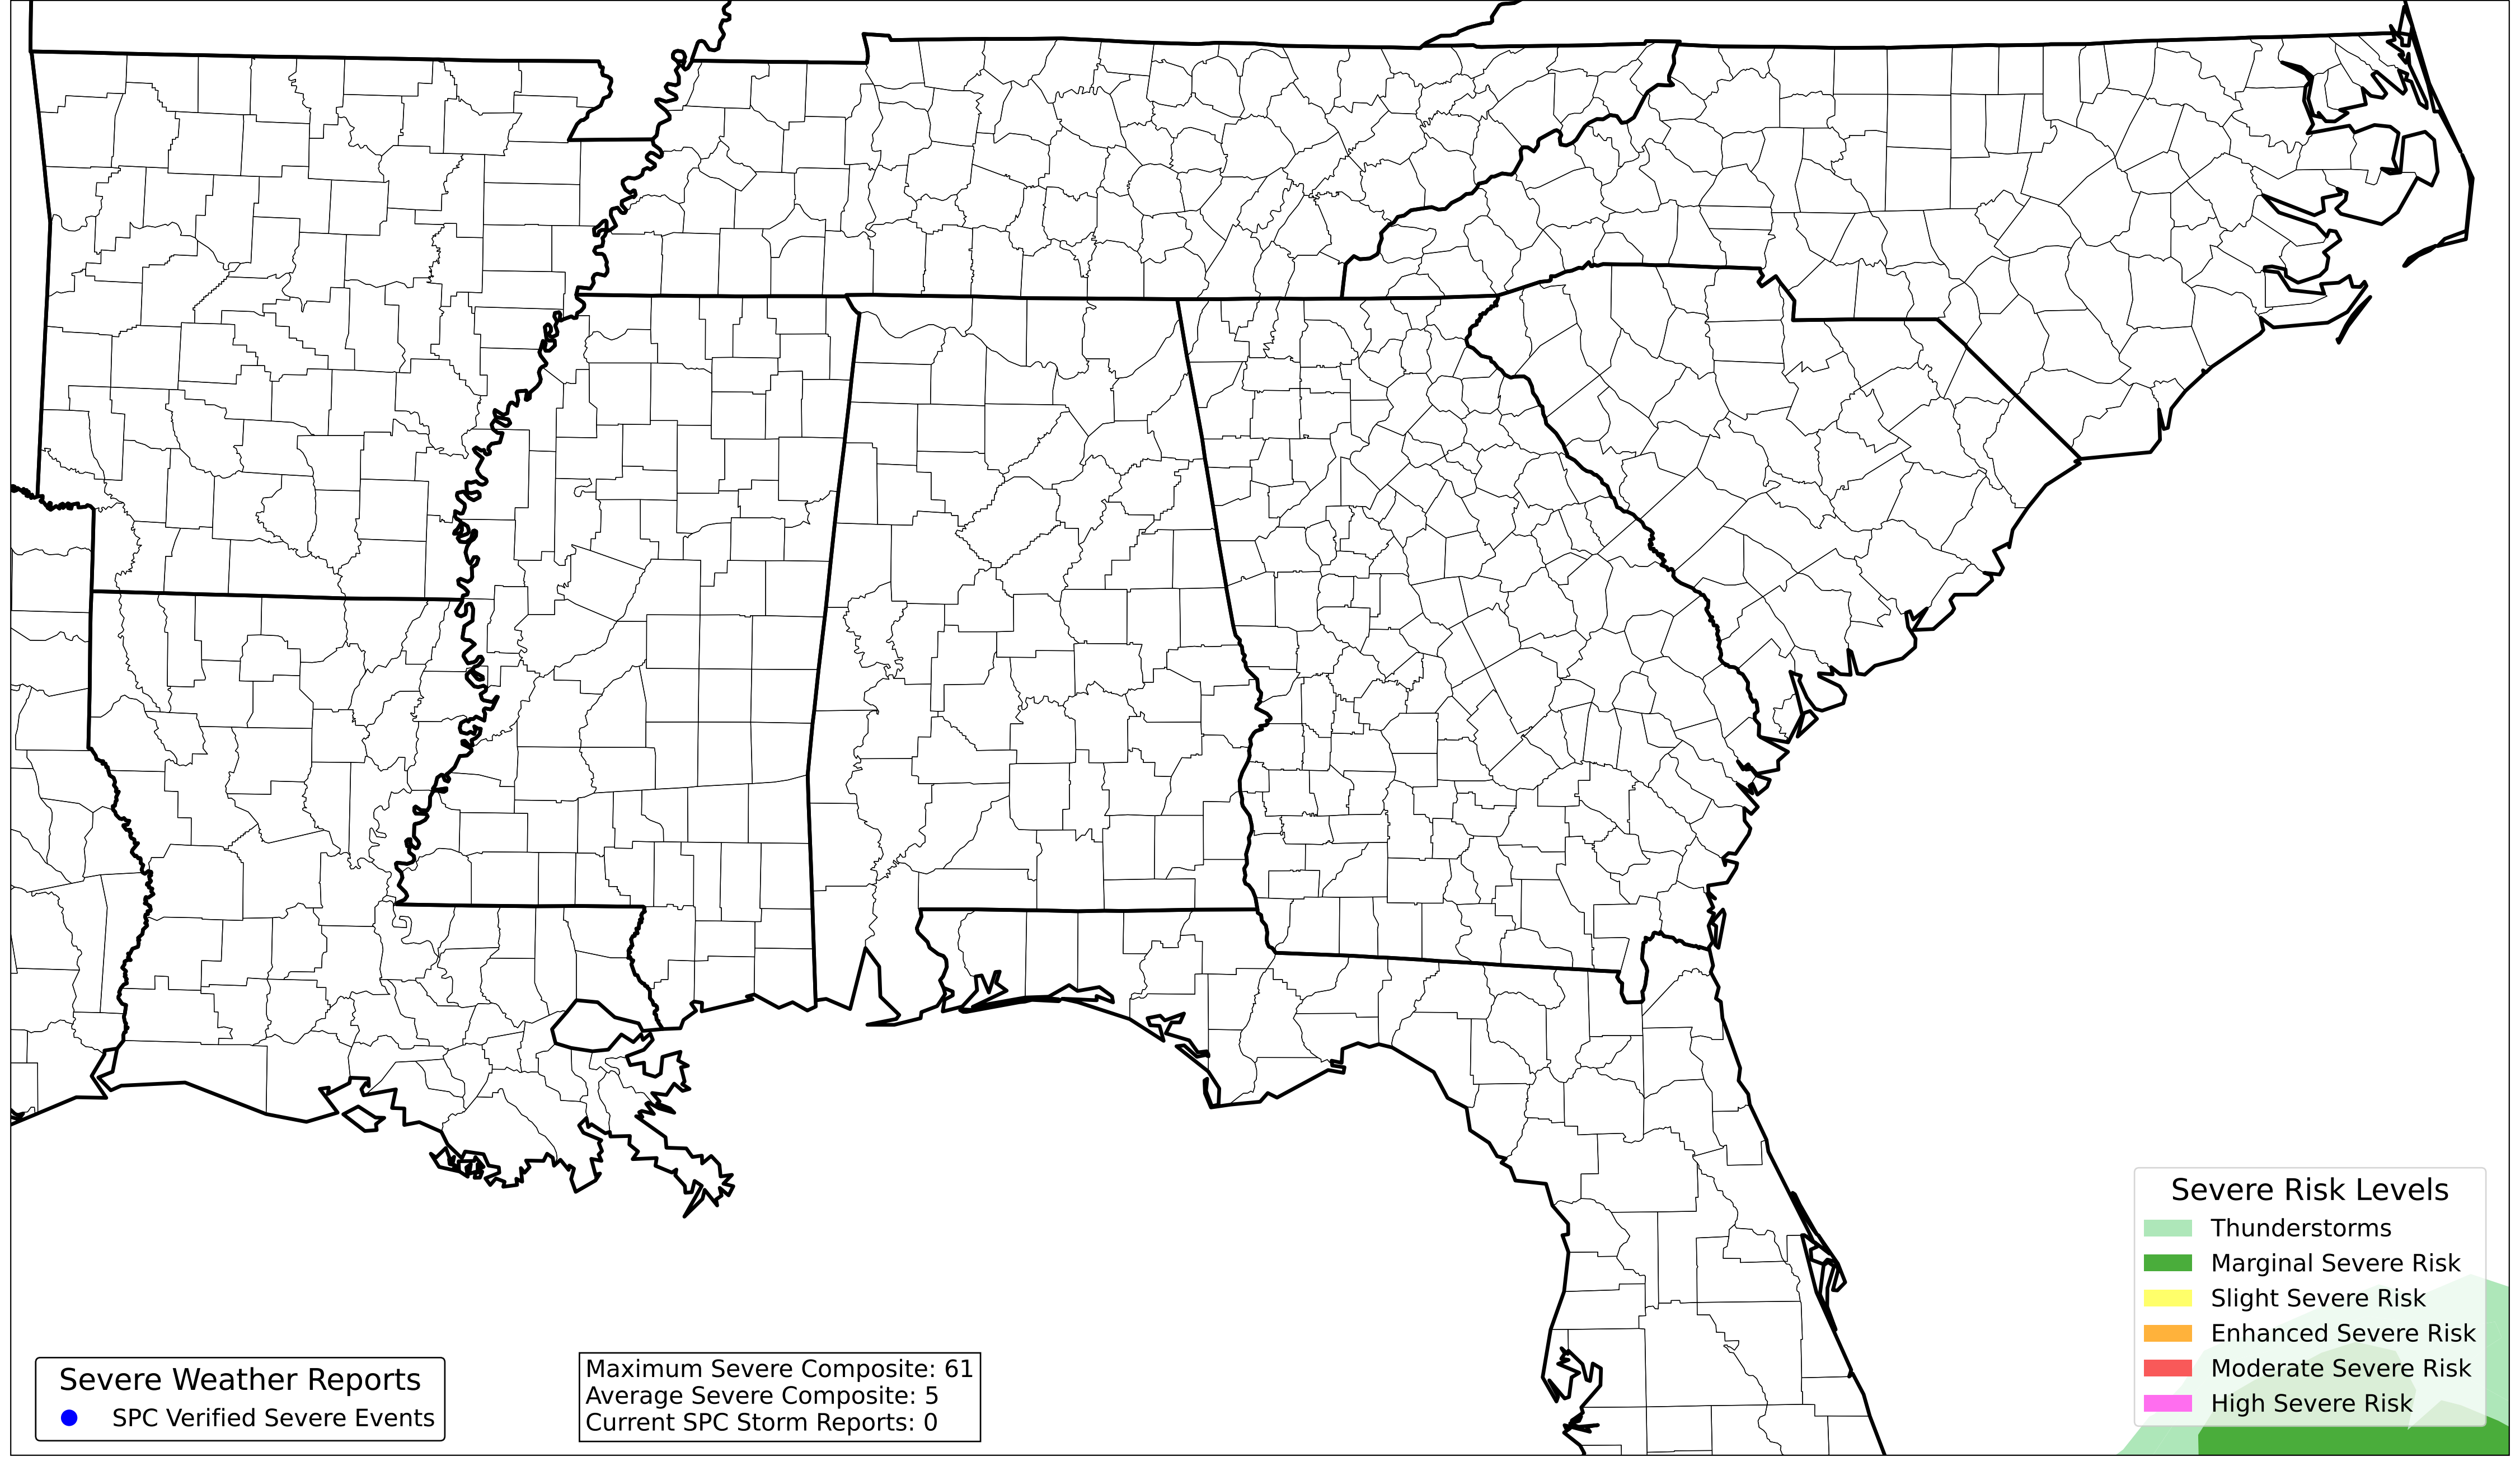 Severe Risk Levels
Thunderstorms
Marginal Severe Risk
Slight Severe Risk
Enhanced Severe Risk
Moderate Severe Risk
High Severe Risk
Severe Weather Reports
SPC Verified Severe Events
Maximum Severe Composite: 61
Average Severe Composite: 5
Current SPC Storm Reports: 0